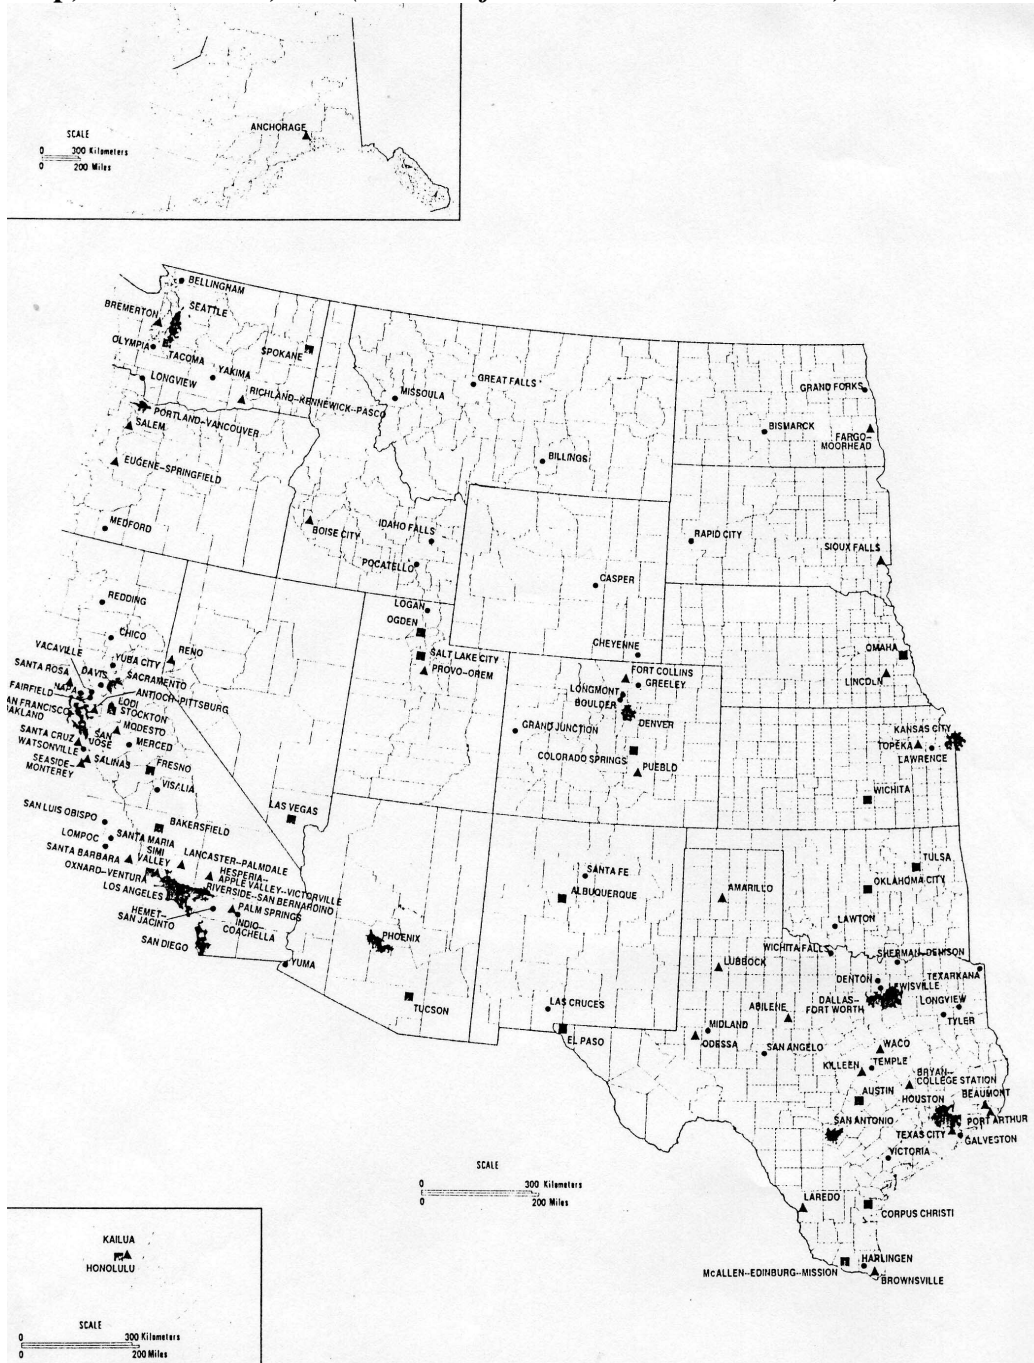 SCALE
0 300 Kilometers
0 200 Miles
ANCHORAGE
BELLINGHAM
SEATTLE
BREMERTON
OLYMPIA
TACOMA
SPOKANE
YAKIMA
LONGVIEW
RICHLAND-KENNEWICK-PASCO
PORTLAND-VANCOUVER
SALEM
EUGENE-SPRINGFIELD
MEDFORD
MISSOULA
GREAT FALLS
BILLINGS
GRAND FORKS
BISMARCK
FARGO-
MOORHEAD
BOISE CITY
IDAHO FALLS
POCATELLO
RAPID CITY
SIOUX FALLS
CASPER
CHEYENNE
LOGAN
OGDEN
SALT LAKE CITY
PROVO-OREM
REDDING
CHICO
YUBA CITY
RENO
VACAVILLE
SANTA ROSA
DAVIS
SACRAMENTO
NAPA
FAIRFIELD
ANTIOCH-PITTSBURG
LODI
STOCKTON
AN FRANCISCO
OAKLAND
MODESTO
SAN
JOSE
SANTA CRUZ
MERCED
WATSONVILLE
SALINAS
SEASIDE-
MONTEREY
FRESNO
VISALIA
OMAHA
LINCOLN
FORT COLLINS
GREELEY
LONGMONT
BOULDER
DENVER
GRAND JUNCTION
COLORADO SPRINGS
PUEBLO
KANSAS CITY
TOPEKA
LAWRENCE
WICHITA
SAN LUIS OBISPO
BAKERSFIELD
LAS VEGAS
LOMPOC
SANTA MARIA
SIMI
VALLEY
SANTA BARBARA
LANCASTER-PALMDALE
HESPERIA-
APPLE VALLEY-VICTORVILLE
OXNARD-VENTURA
RIVERSIDE-SAN BERNARDINO
LOS ANGELES
PALM SPRINGS
HEMET-
SAN JACINTO
INDIO-
COACHELLA
SAN DIEGO
YUMA
PHOENIX
TUCSON
SANTA FE
ALBUQUERQUE
LAS CRUCES
EL PASO
TULSA
OKLAHOMA CITY
LAWTON
AMARILLO
WICHITA FALLS
SHERMAN-DENISON
LUBBOCK
DENTON
LEWISVILLE
TEXARKANA
DALLAS-
FORT WORTH
LONGVIEW
TYLER
ABILENE
MIDLAND
ODESSA
SAN ANGELO
WACO
KILLEEN
TEMPLE
BRYAN-
COLLEGE STATION
AUSTIN
HOUSTON
BEAUMONT
SAN ANTONIO
PORT ARTHUR
TEXAS CITY
GALVESTON
VICTORIA
LAREDO
CORPUS CHRISTI
HARLINGEN
McALLEN-EDINBURG-MISSION
BROWNSVILLE
SCALE
0 300 Kilometers
0 200 Miles
KAILUA
HONOLULU
SCALE
0 300 Kilometers
0 200 Miles